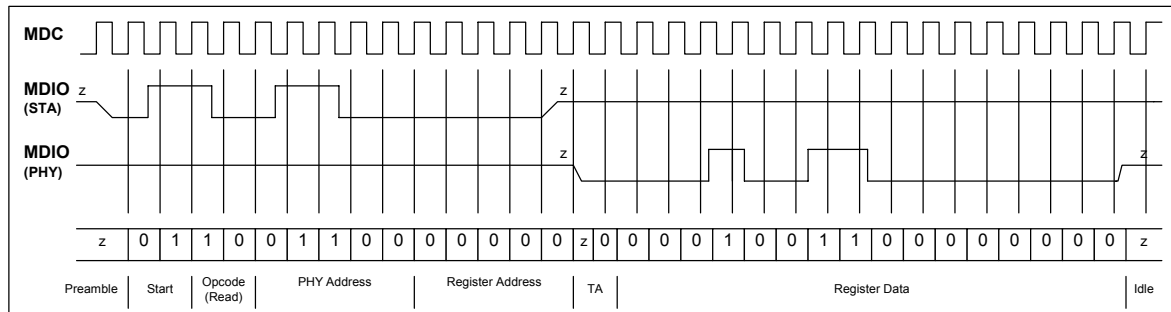 MDC
MDIO z z
(STA)
MDIO z z
(PHY)
z 0 1 1 0 0 1 1 0 0 0 0 0 0 0 z 0 0 0 0 1 0 0 1 1 0 0 0 0 0 0 0 0 z
Preamble Start Opcode PHY Address Register Address TA Register Data Idle
(Read)